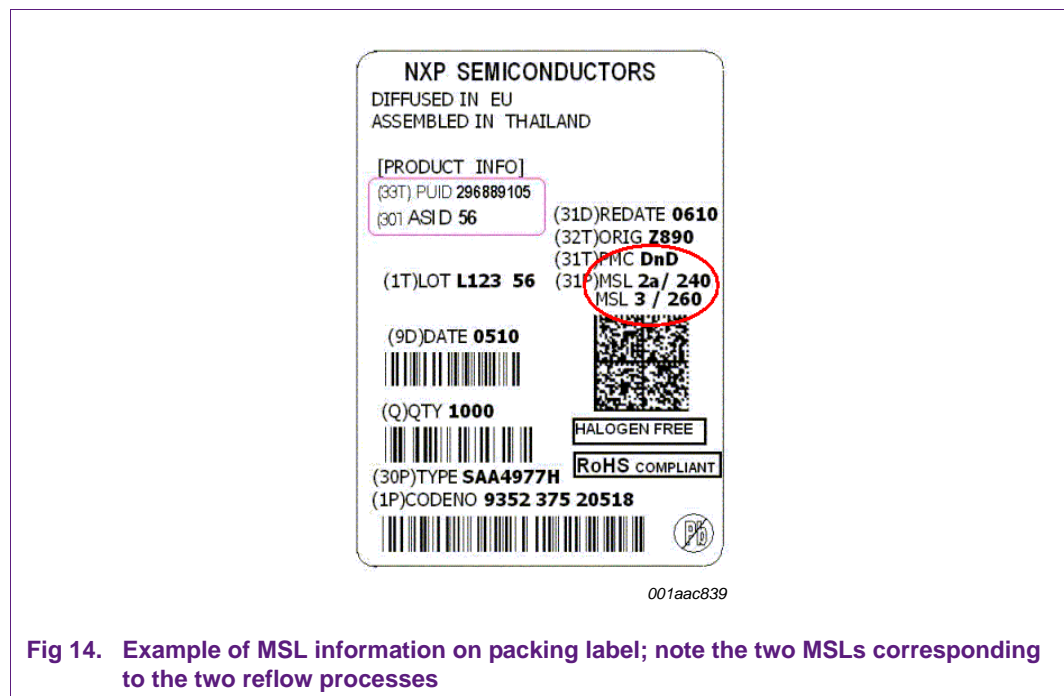 NXP SEMICONDUCTORS
DIFFUSED IN EU
ASSEMBLED IN THAILAND
[PRODUCT INFO]
(33T) PUID 296889105
(30T ASID 56
(31D)REDATE 0610
(32T)ORIG Z890
(31T)PMC DnD
(1T)LOT L123 56
(31P)MSL 2a/ 240
MSL 3 / 260
(9D)DATE 0510
(Q)QTY 1000
HALOGEN FREE
RoHS COMPLIANT
(30P)TYPE SAA4977H
(1P)CODENO 9352 375 20518
Pb
001aac839
Fig 14. Example of MSL information on packing label; note the two MSLs corresponding
to the two reflow processes